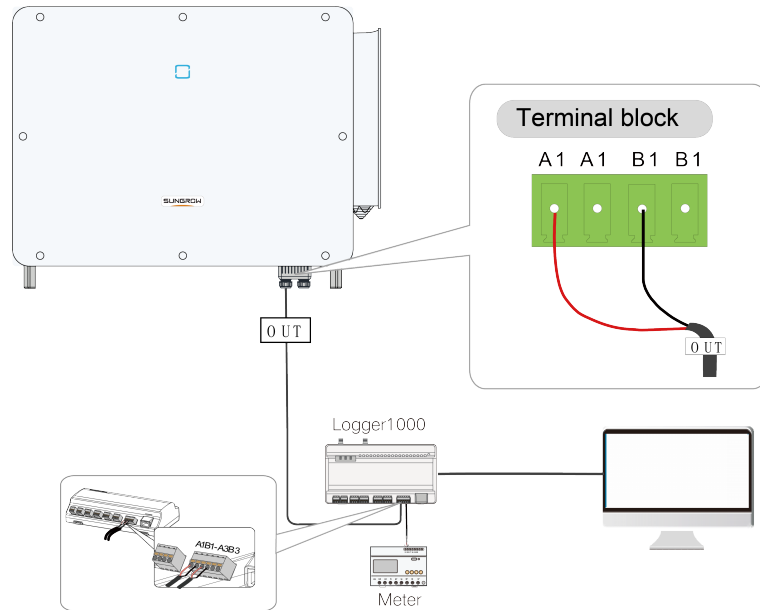 SUNGROW
Terminal block
A1 A1 B1 B1
OUT
OUT
Logger1000
A1B1-A3B3
Meter